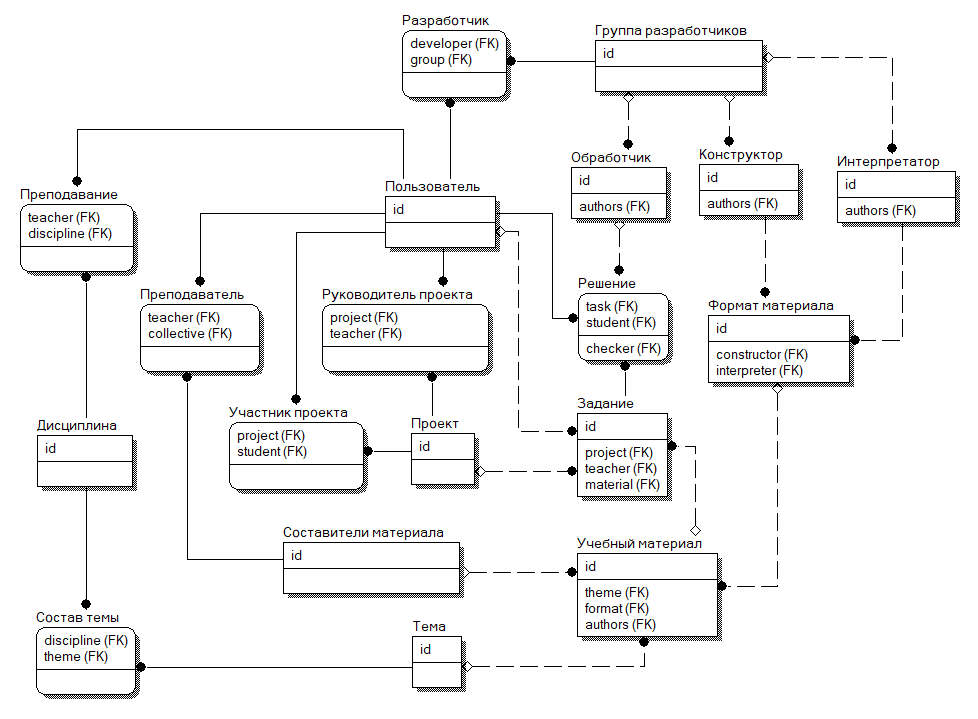 Разработчик
developer (FK)
group (FK)
Группа разработчиков
id
Обработчик
id
authors (FK)
Конструктор
id
authors (FK)
Интерпретатор
id
authors (FK)
Преподавание
teacher (FK)
discipline (FK)
Пользователь
id
Преподаватель
teacher (FK)
collective (FK)
Руководитель проекта
project (FK)
teacher (FK)
Решение
task (FK)
student (FK)
checker (FK)
Формат материала
id
constructor (FK)
interpreter (FK)
Дисциплина
id
Участник проекта
project (FK)
student (FK)
Проект
id
Задание
id
project (FK)
teacher (FK)
material (FK)
Составители материала
id
Учебный материал
id
theme (FK)
format (FK)
authors (FK)
Состав темы
discipline (FK)
theme (FK)
Тема
id